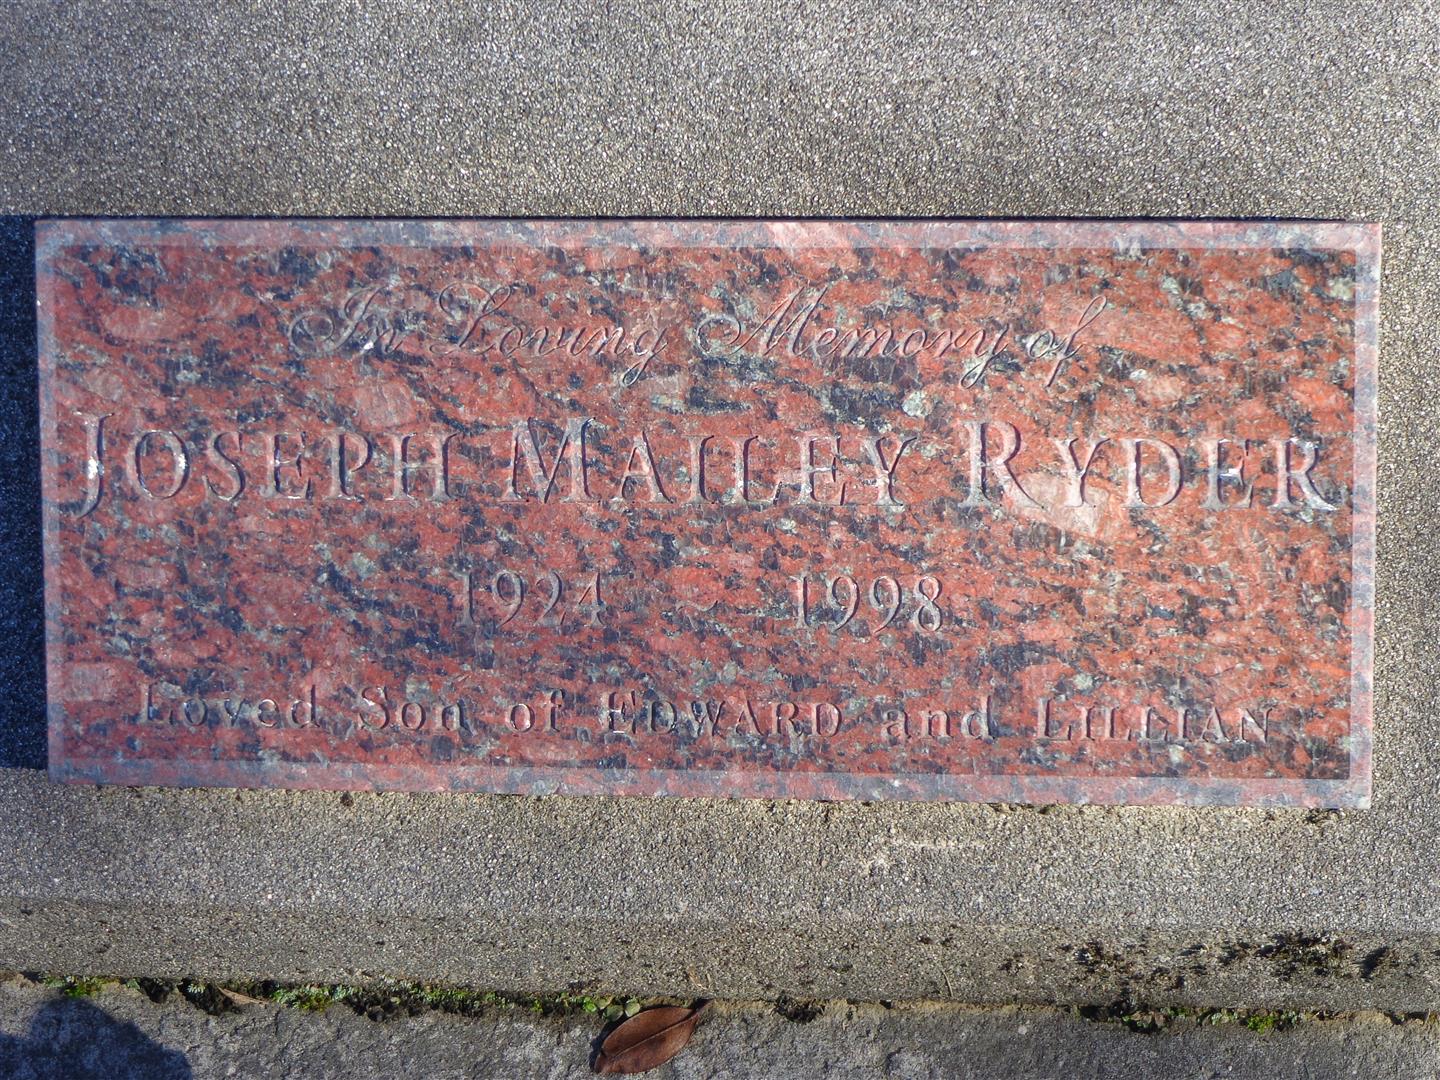 In Loving Memory of
JOSEPH MAILEY RYDER
1924 ~ 1998
Loved Son of EDWARD and LILLIAN